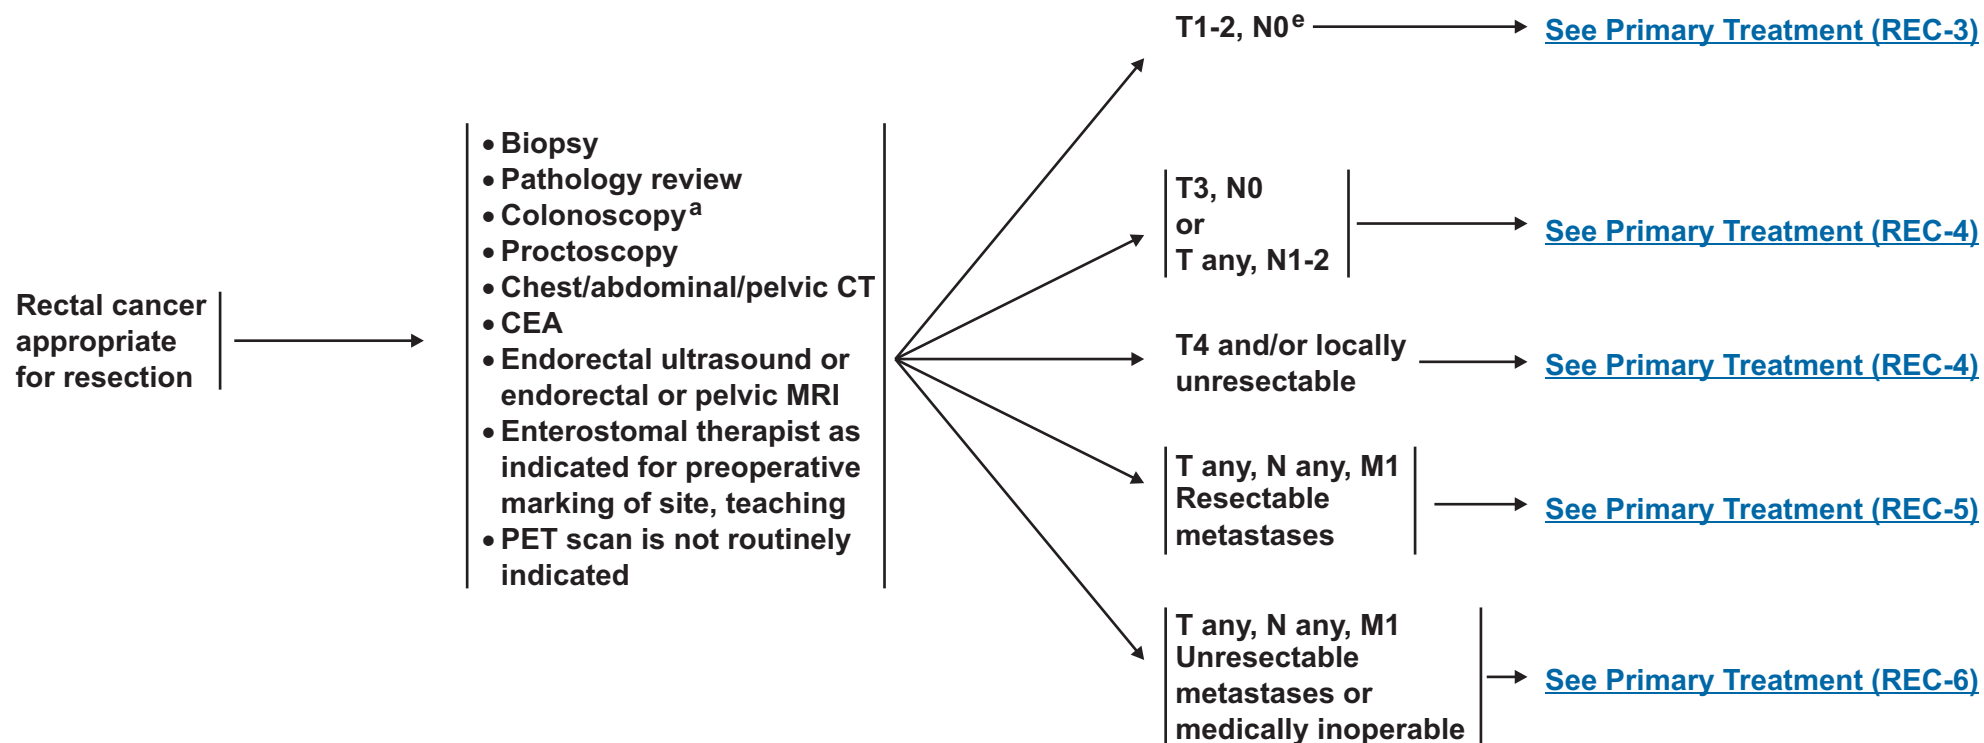 Rectal cancer
appropriate
for resection
• Biopsy
• Pathology review
• Colonoscopy a
• Proctoscopy
• Chest/abdominal/pelvic CT
• CEA
• Endorectal ultrasound or
endorectal or pelvic MRI
• Enterostomal therapist as
indicated for preoperative
marking of site, teaching
• PET scan is not routinely
indicated
T1-2, N0 e
See Primary Treatment (REC-3)
T3, N0
or
T any, N1-2
See Primary Treatment (REC-4)
T4 and/or locally
unresectable
See Primary Treatment (REC-4)
T any, N any, M1
Resectable
metastases
See Primary Treatment (REC-5)
T any, N any, M1
Unresectable
metastases or
medically inoperable
See Primary Treatment (REC-6)